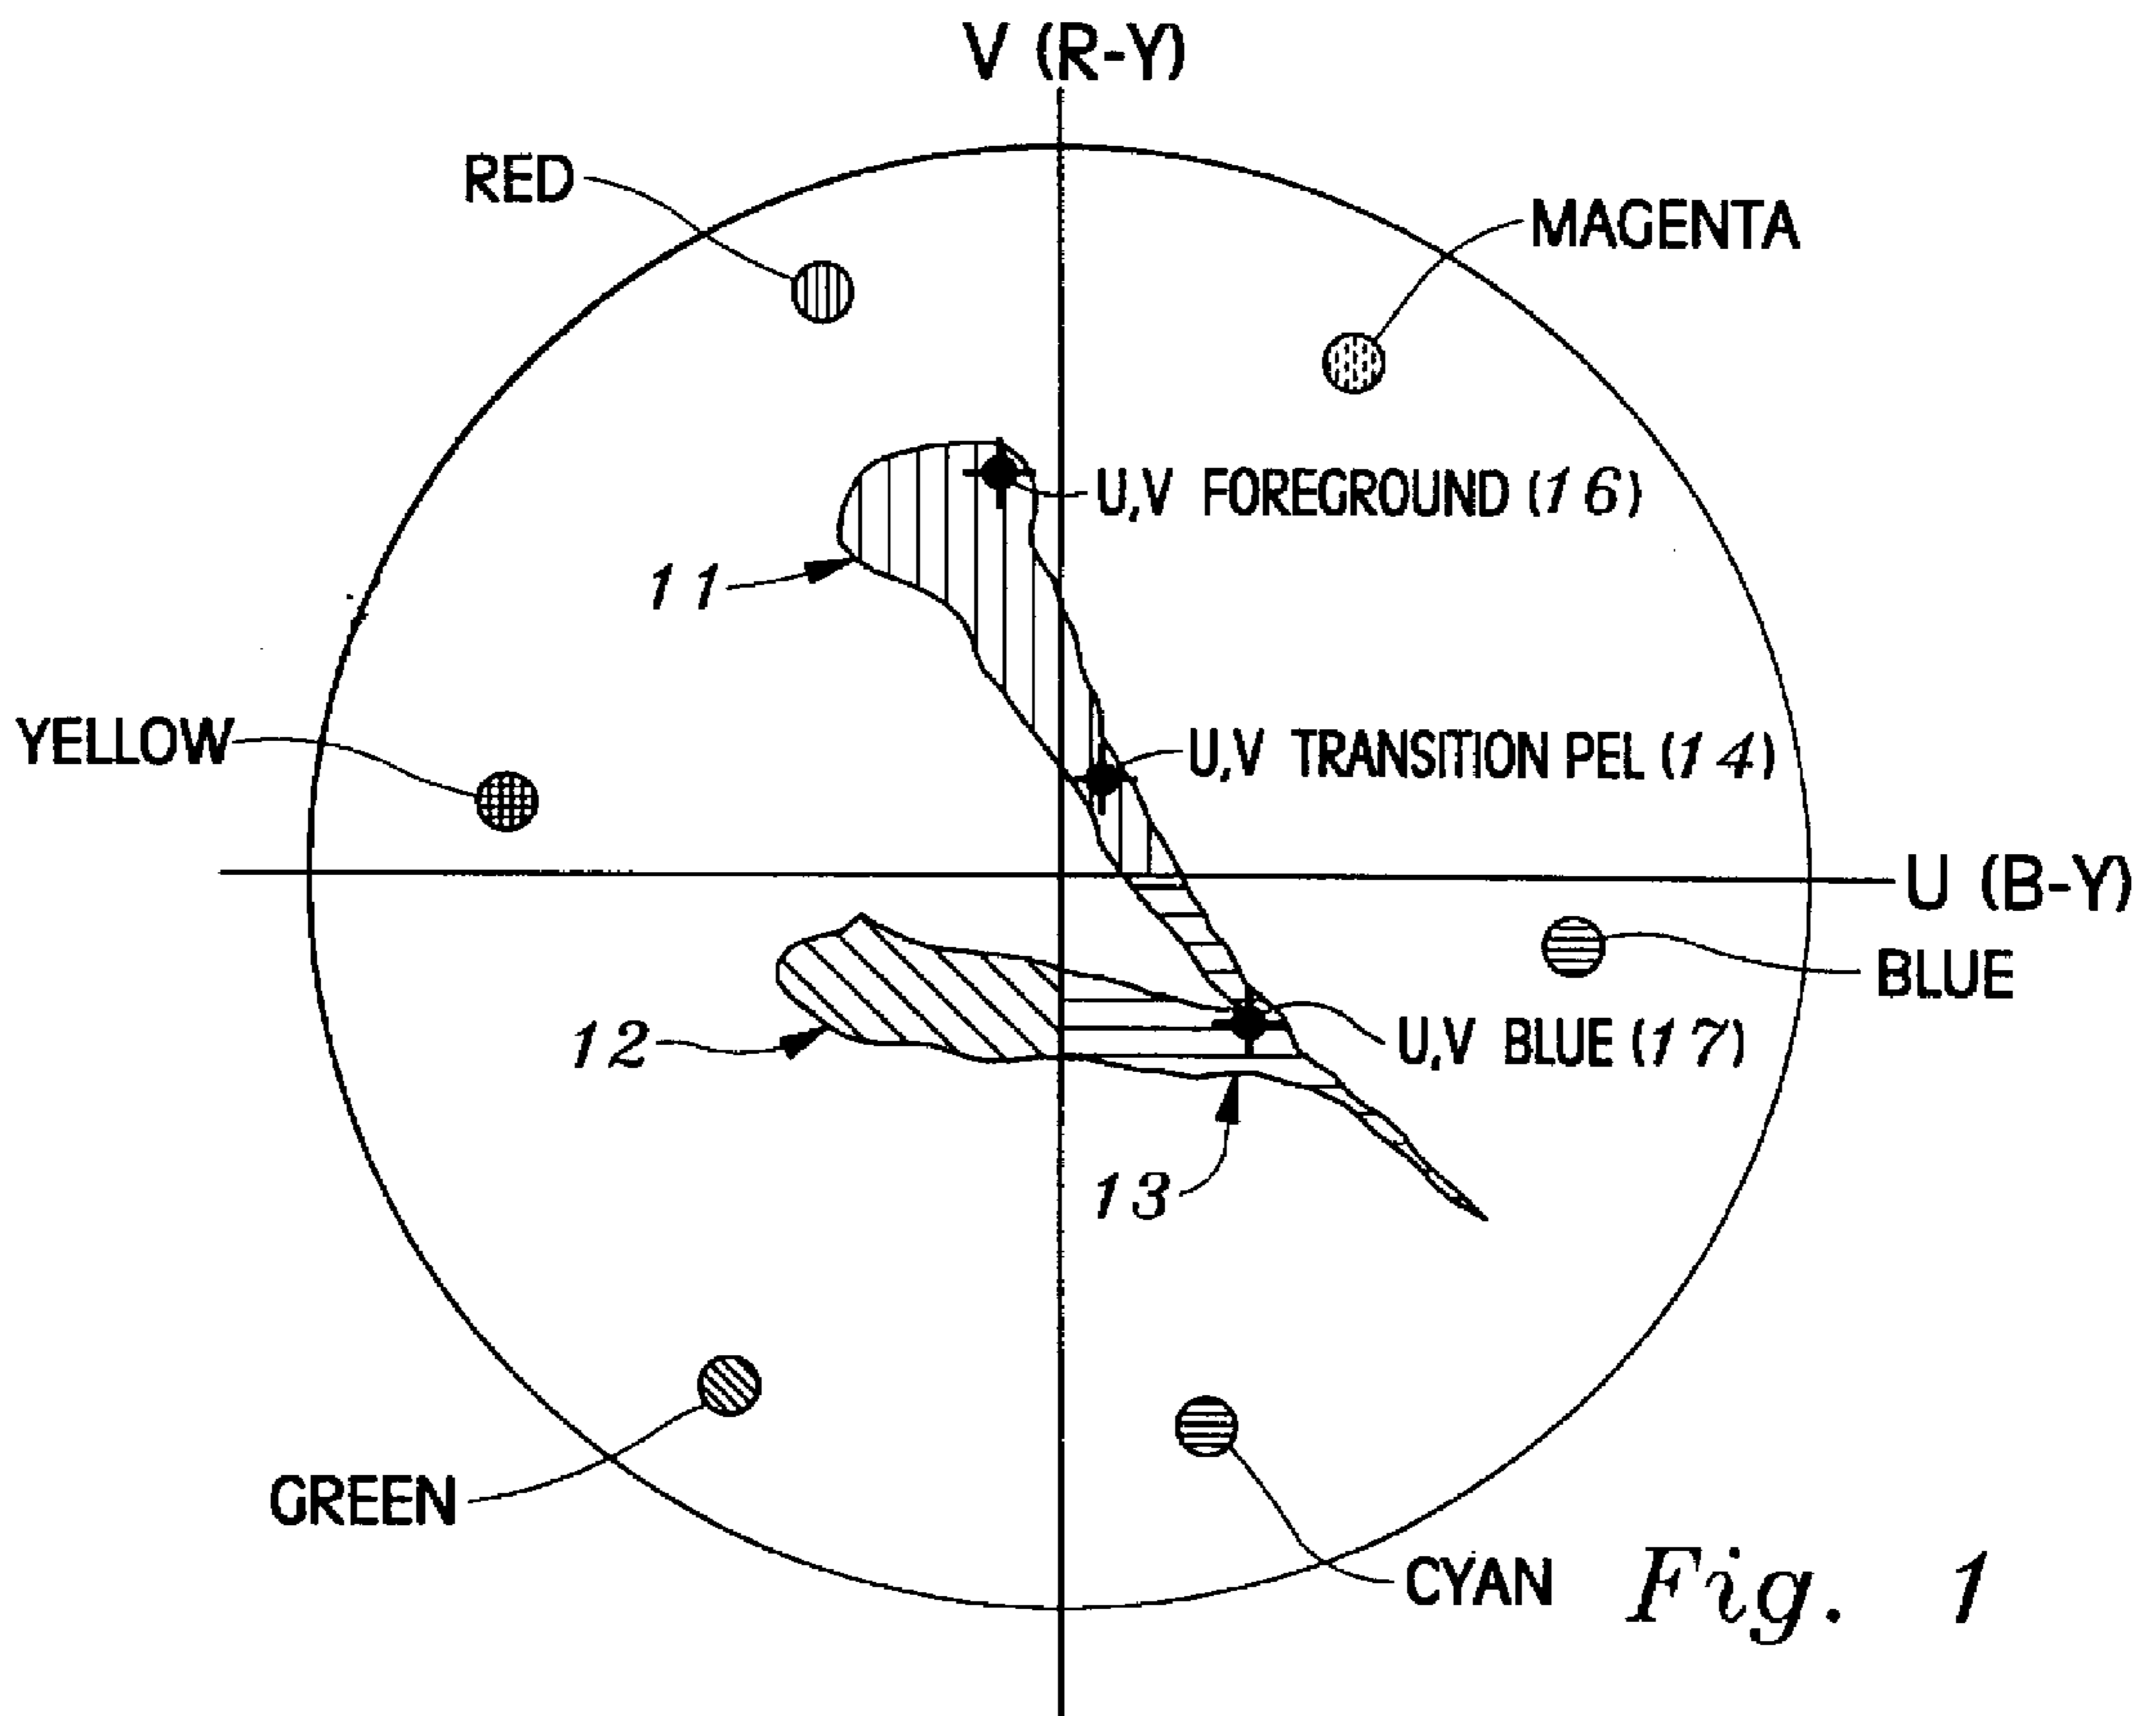 V (R-Y)
RED
MAGENTA
U,V FOREGROUND (16)
11
YELLOW
U,V TRANSITION PEL (14)
U (B-Y)
BLUE
12
U,V BLUE (17)
13
GREEN
CYAN
Fig. 1